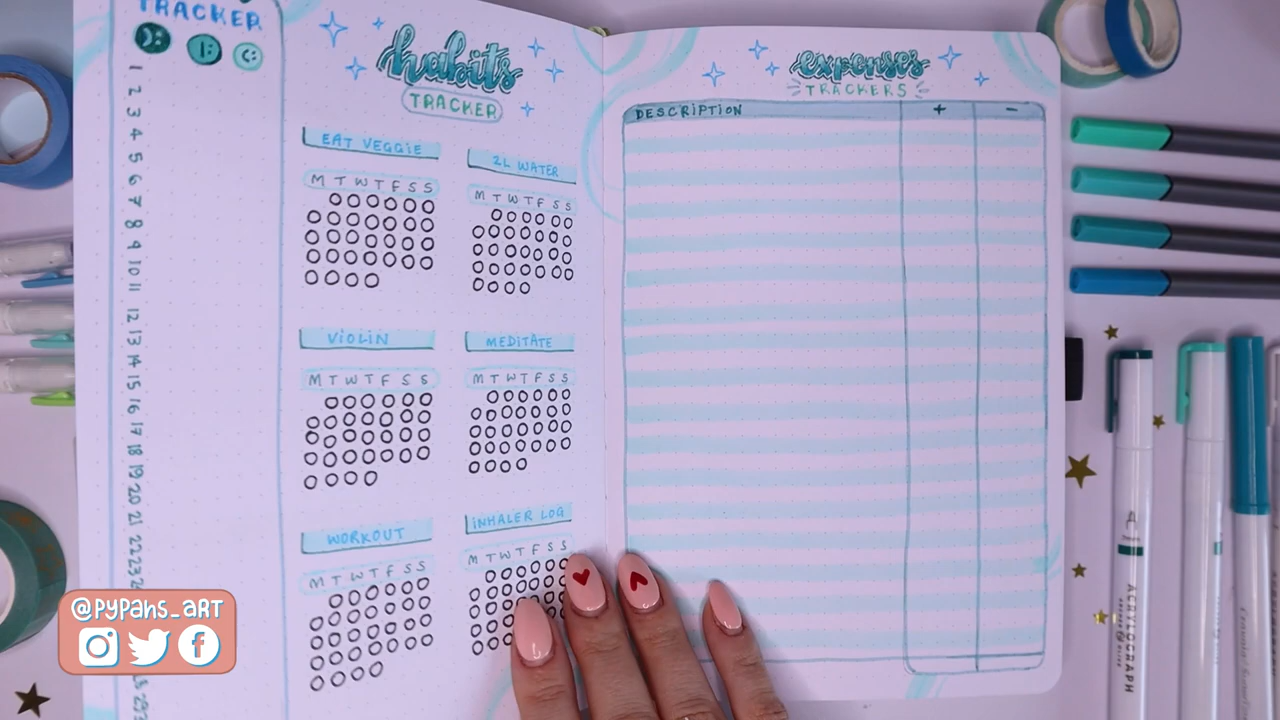 TRACKER
1
2
3
4
5
6
7
8
9
10
11
12
13
14
15
16
17
18
19
20
21
22
23
habits
TRACKER
EAT VEGGIE
M T W T F S S
2L WATER
M T W T F S S
VIOLIN
M T W T F S S
MEDITATE
M T W T F S S
WORKOUT
M T W T F S S
INHALER LOG
M T W T F S S
expenses
TRACKERS
DESCRIPTION + -
@PYPAHS_ART
ACRYLOGRAPH